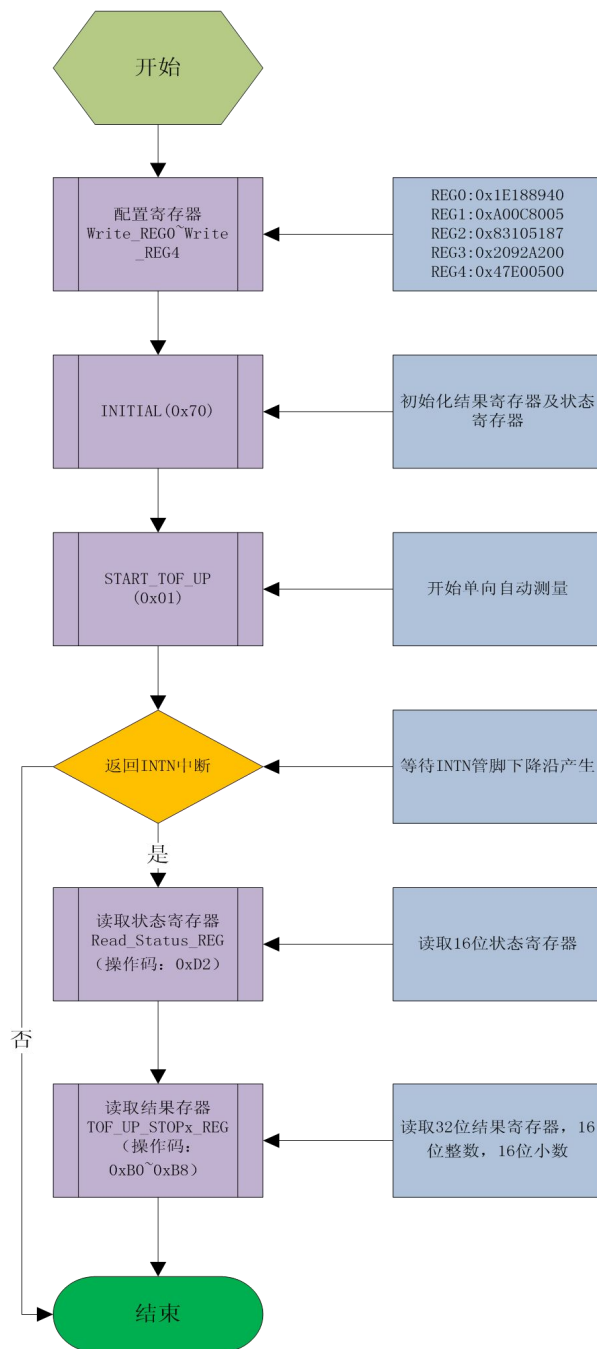 开始
配置寄存器
Write_REG0~Write
_REG4
REG0:0x1E188940
REG1:0xA00C8005
REG2:0x83105187
REG3:0x2092A200
REG4:0x47E00500
INITIAL(0x70)
初始化结果寄存器及状态
寄存器
START_TOF_UP
(0x01)
开始单向自动测量
返回INTN中断
等待INTN管脚下降沿产生
是
读取状态寄存器
Read_Status_REG
（操作码：0xD2）
读取16位状态寄存器
否
读取结果存器
TOF_UP_STOPx_REG
（操作码：
0xB0~0xB8）
读取32位结果寄存器，16
位整数，16位小数
结束